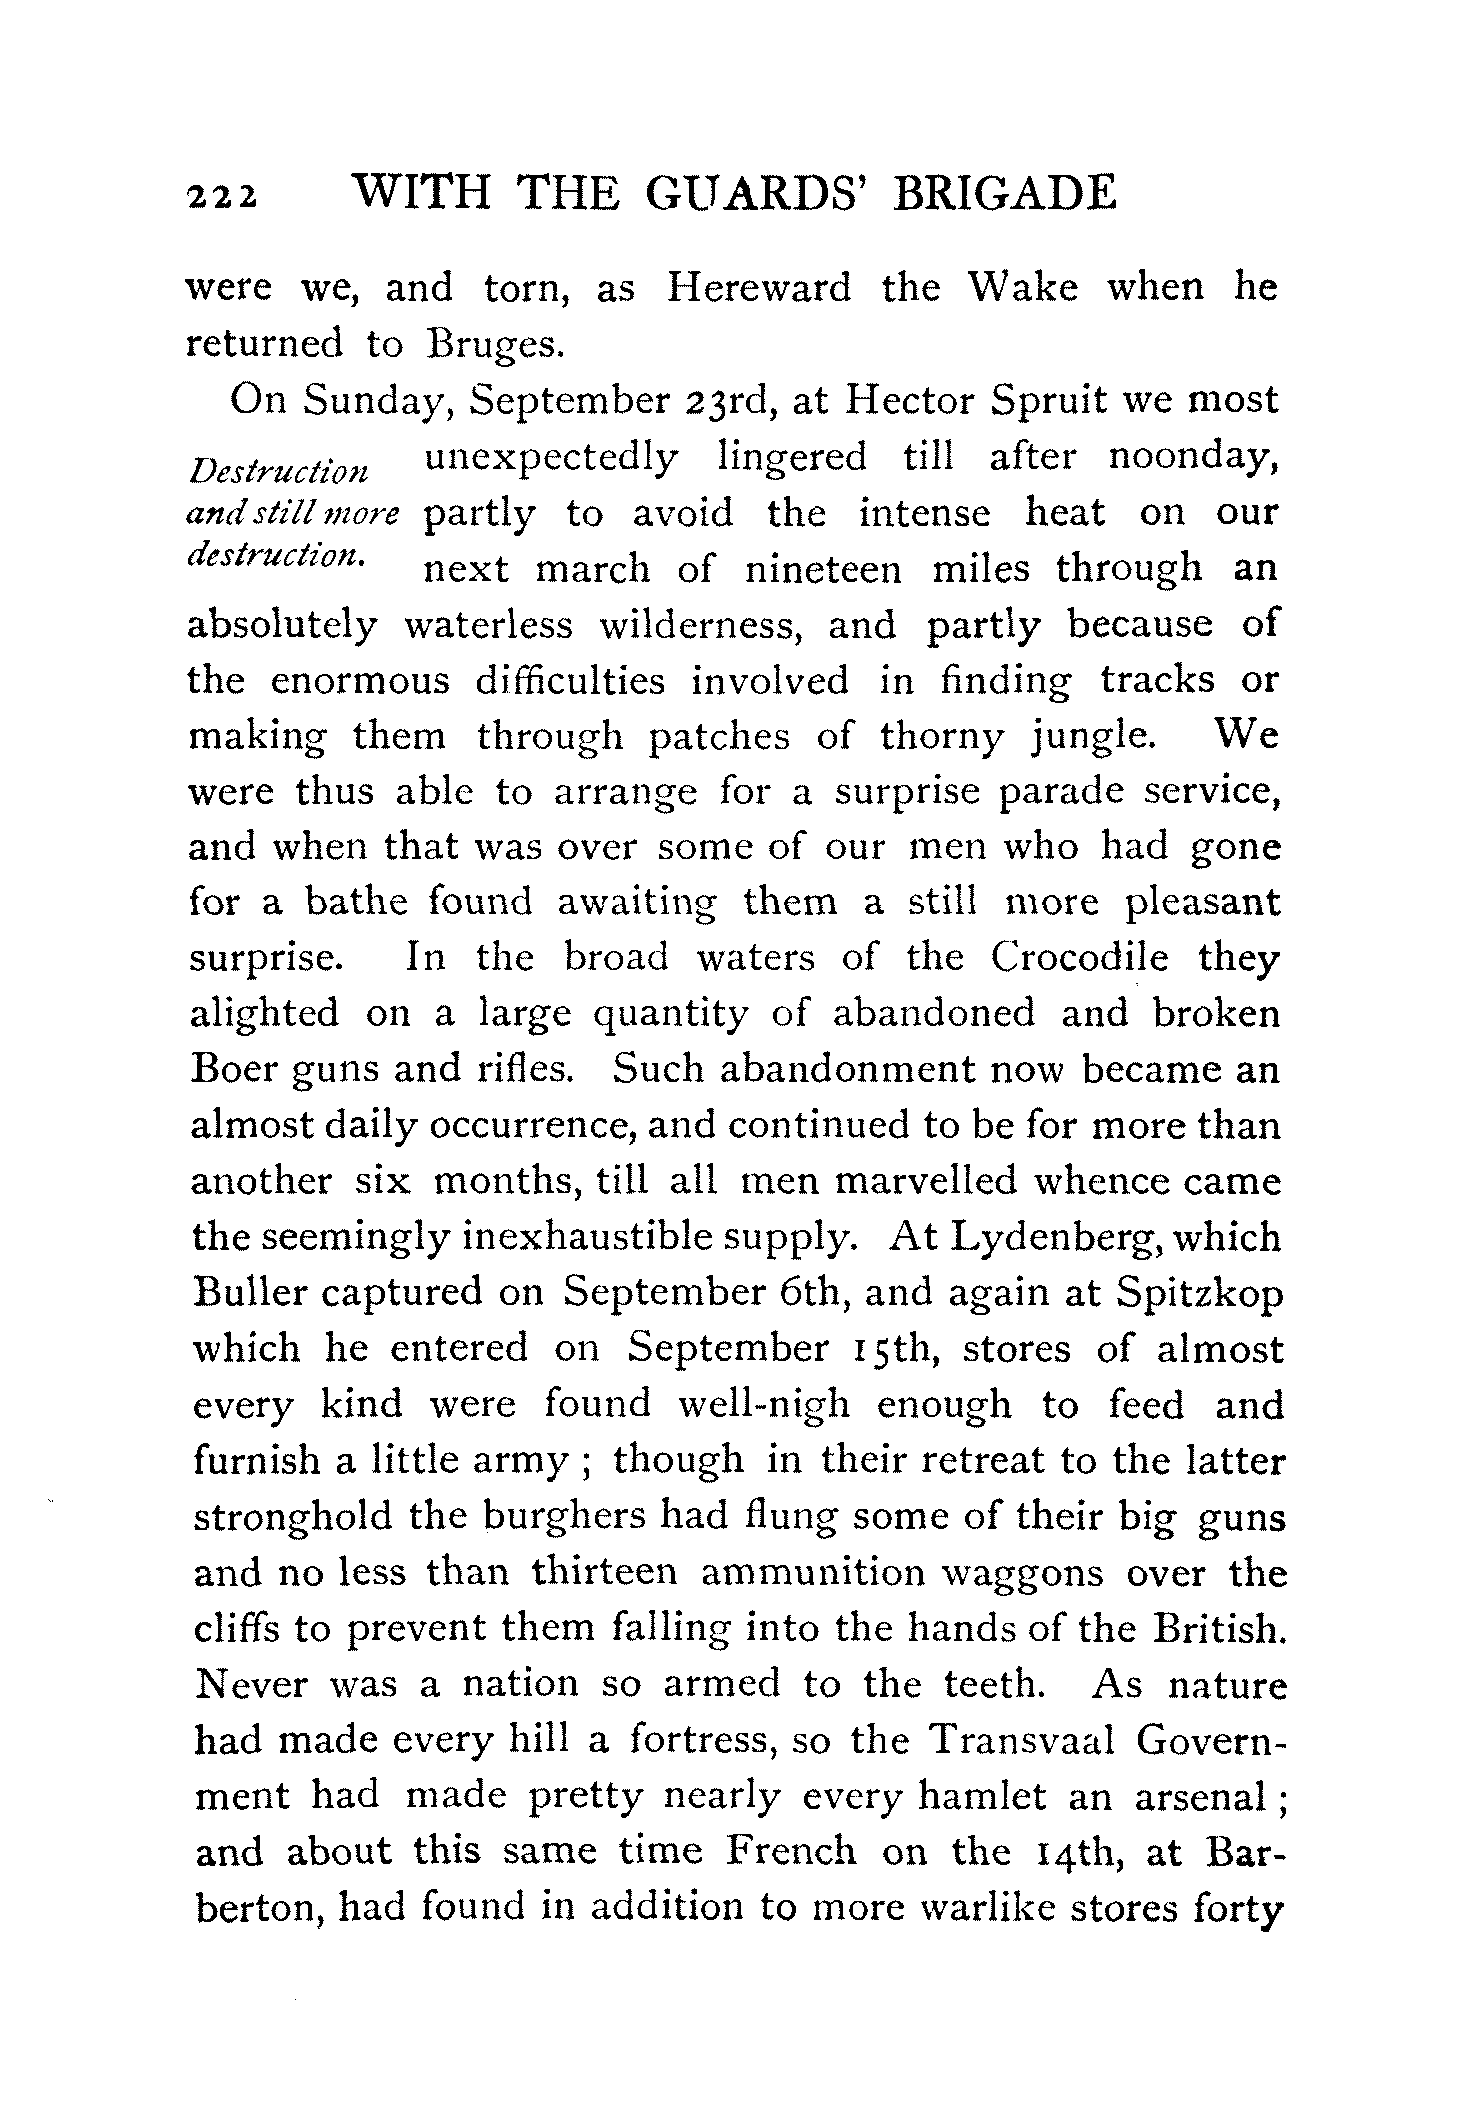 222 WITH THE GUARDS' BRIGADE
were we, and torn, as Hereward the Wake when he
returned to Bruges.
On Sunday, September 23rd, at Hector Spruit we most
Destruction
and still more
destruction.
unexpectedly lingered till after noonday,
partly to avoid the intense heat on our
next march of nineteen miles through an
absolutely waterless wilderness, and partly because of
the enormous difficulties involved in finding tracks or
making them through patches of thorny jungle. We
were thus able to arrange for a surprise parade service,
and when that was over some of our men who had gone
for a bathe found awaiting them a still more pleasant
surprise. In the broad waters of the Crocodile they
alighted on a large quantity of abandoned and broken
Boer guns and rifles. Such abandonment now became an
almost daily occurrence, and continued to be for more than
another six months, till all men marvelled whence came
the seemingly inexhaustible supply. At Lydenberg, which
Buller captured on September 6th, and again at Spitzkop
which he entered on September 15th, stores of almost
every kind were found well-nigh enough to feed and
furnish a little army ; though in their retreat to the latter
stronghold the burghers had flung some of their big guns
and no less than thirteen ammunition waggons over the
cliffs to prevent them falling into the hands of the British.
Never was a nation so armed to the teeth. As nature
had made every hill a fortress, so the Transvaal Govern-
ment had made pretty nearly every hamlet an arsenal ;
and about this same time French on the 14th, at Bar-
berton, had found in addition to more warlike stores forty